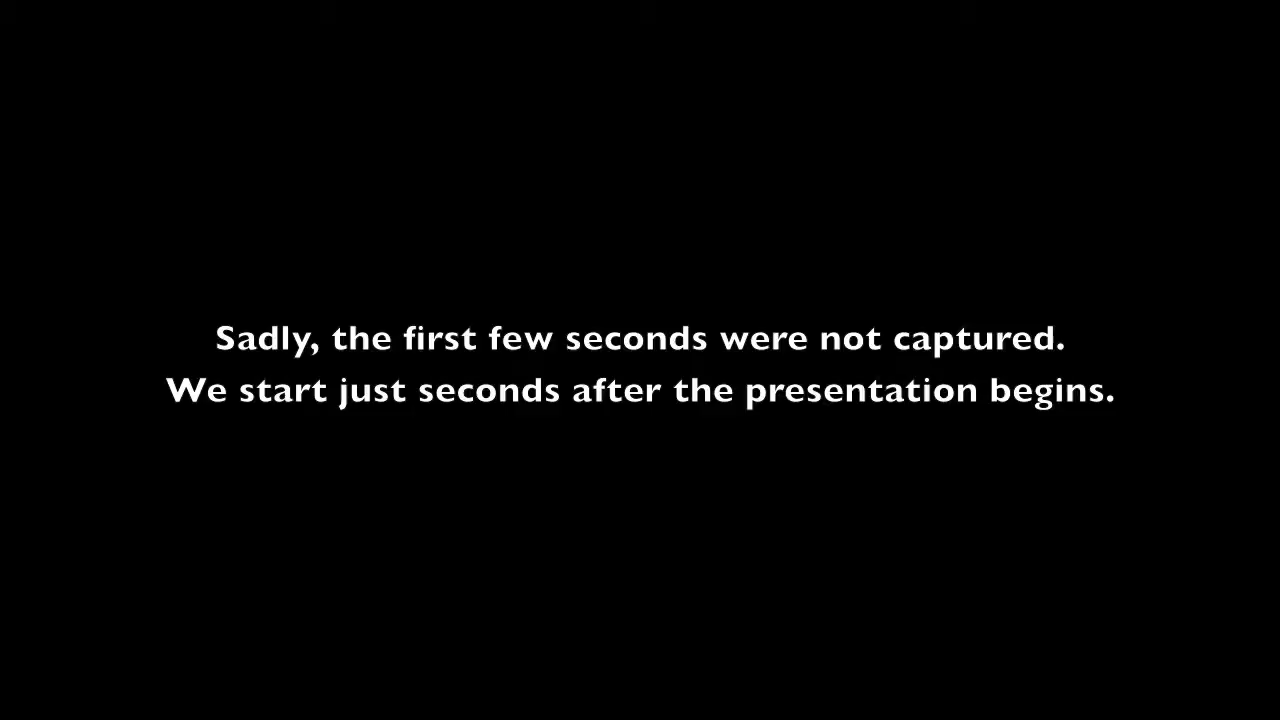 Sadly, the first few seconds were not captured.
We start just seconds after the presentation begins.